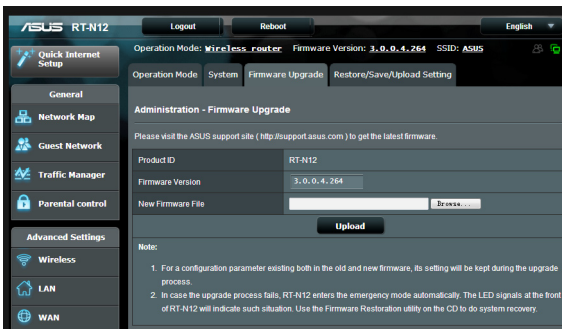 ASUS RT-N12
Logout
Reboot
English
Quick Internet
Setup
Operation Mode: Wireless router Firmware Version: 3.0.0.4.264 SSID: ASUS
Operation Mode
System
Firmware Upgrade
Restore/Save/Upload Setting
General
Network Map
Guest Network
Traffic Manager
Parental control
Advanced Settings
Wireless
LAN
WAN
Administration - Firmware Upgrade
Please visit the ASUS support site ( http://support.asus.com ) to get the latest firmware.
Product ID RT-N12
Firmware Version 3.0.0.4.264
New Firmware File Browse...
Upload
Note:
1. For a configuration parameter existing both in the old and new firmware, its setting will be kept during the upgrade
process.
2. In case the upgrade process fails, RT-N12 enters the emergency mode automatically. The LED signals at the front
of RT-N12 will indicate such situation. Use the Firmware Restoration utility on the CD to do system recovery.